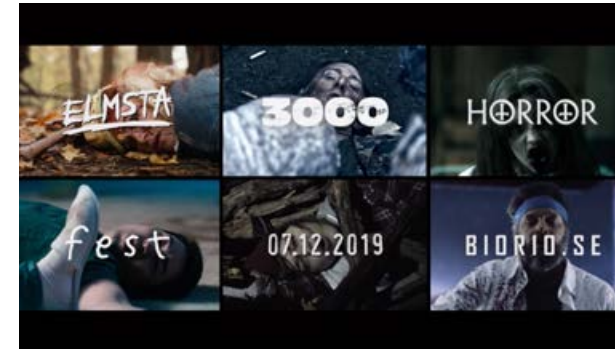 ELMSTA
3000
HORROR
fest
07.12.2019
BIORIO.SE